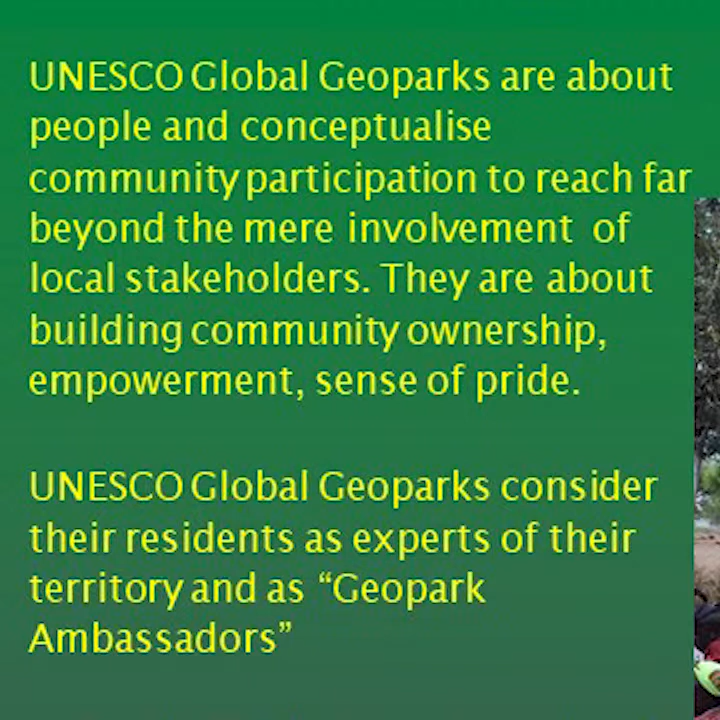 UNESCO Global Geoparks are about
people and conceptualise
community participation to reach far
beyond the mere involvement of
local stakeholders. They are about
building community ownership,
empowerment, sense of pride.
UNESCO Global Geoparks consider
their residents as experts of their
territory and as “Geopark
Ambassadors”